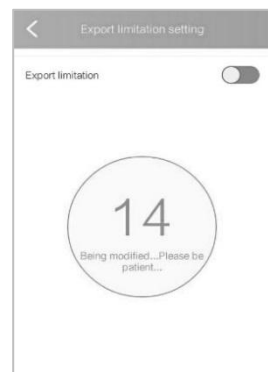 Export limitation setting
Export limitation
14
Being modified...Please be
patient...